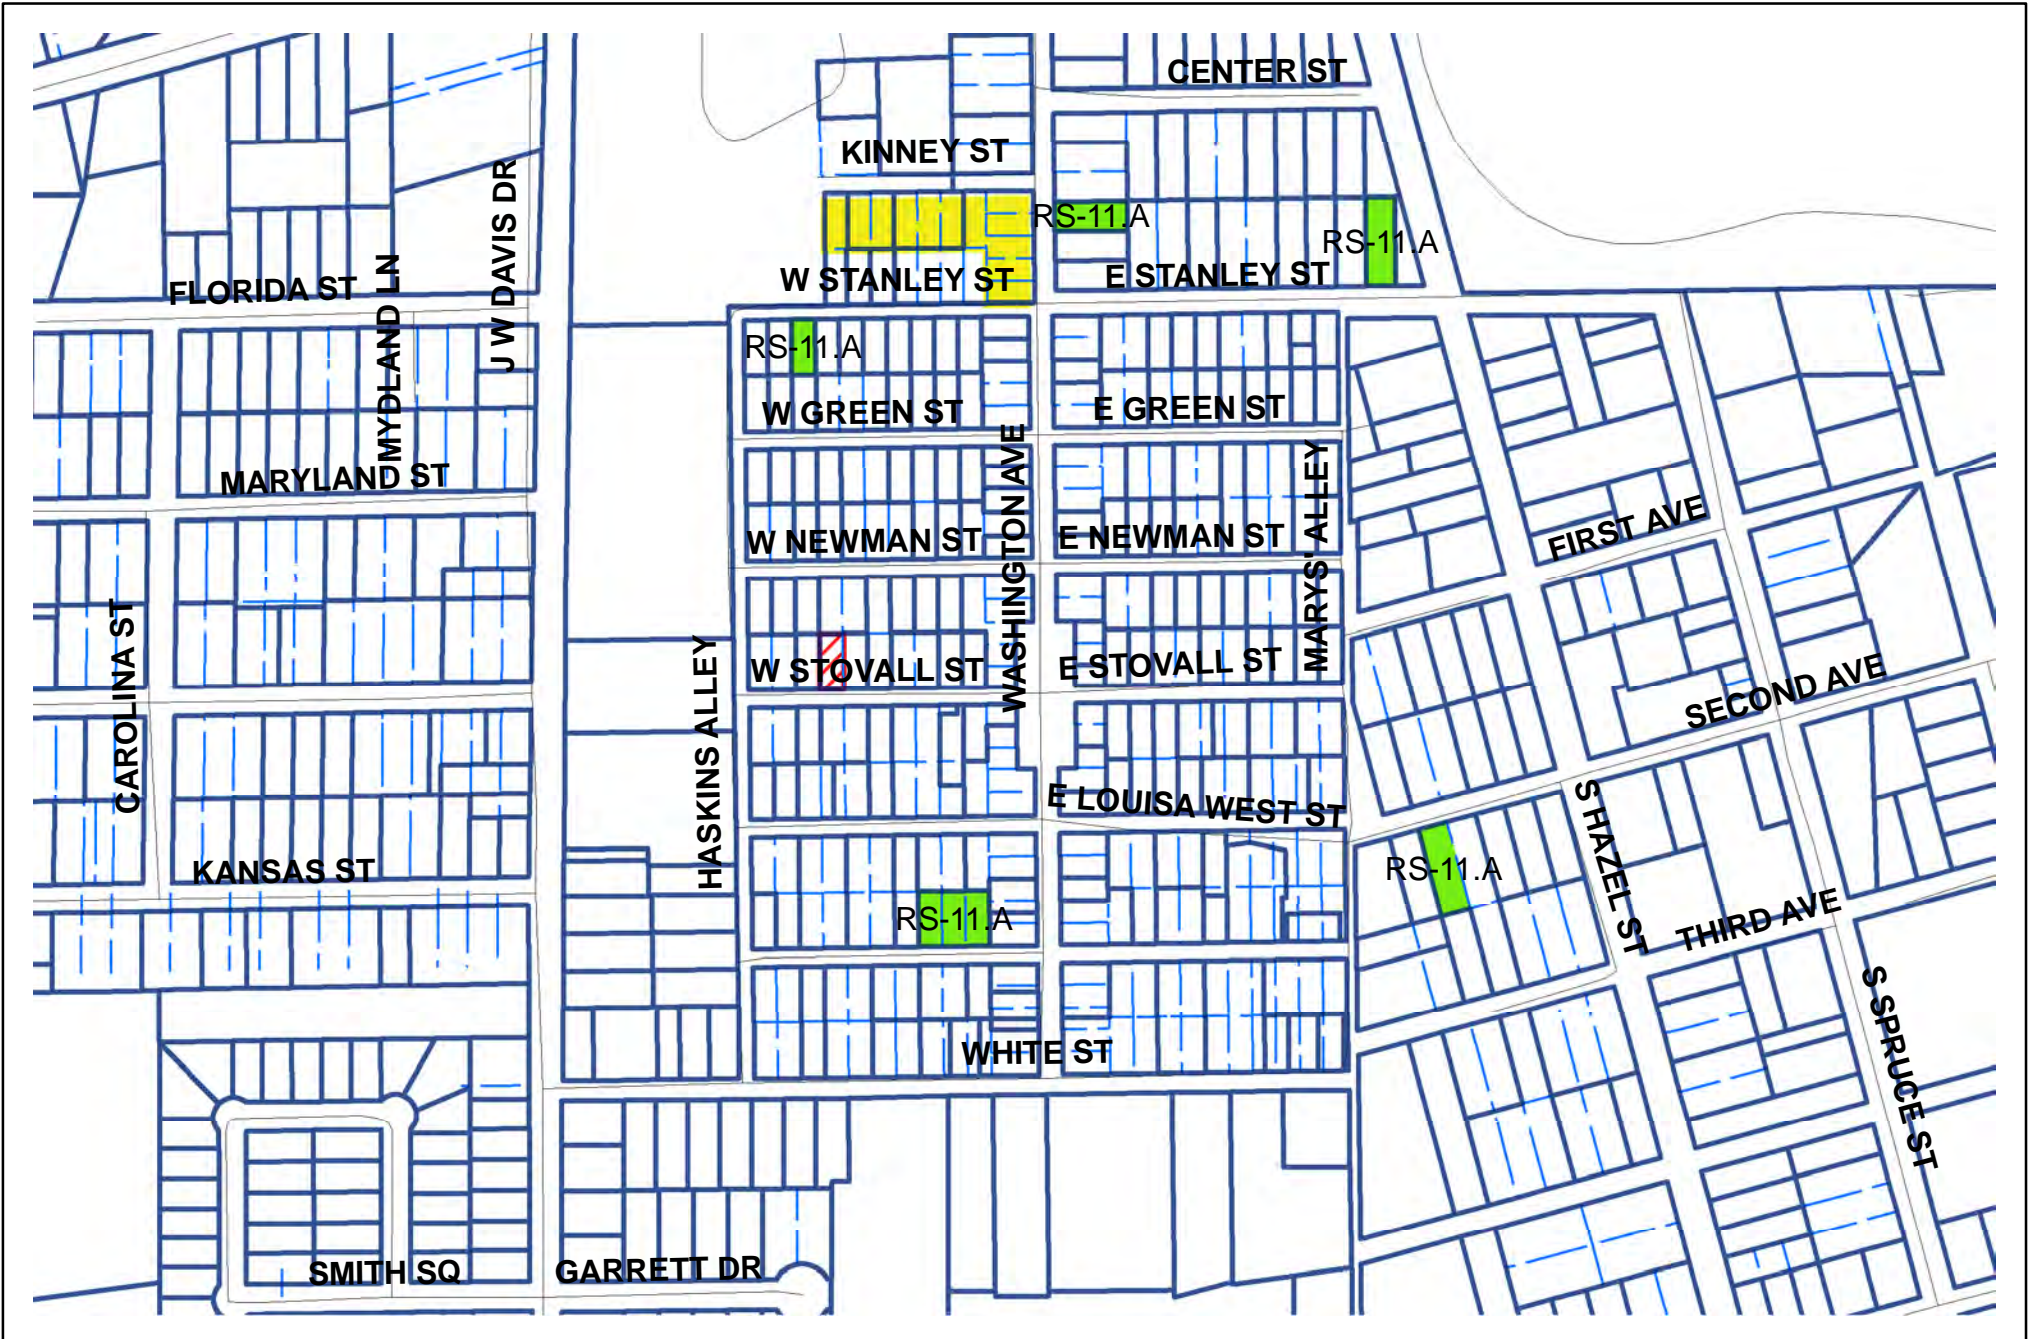 CENTER ST
KINNEY ST
RS-11.A
RS-11.A
J W DAVIS DR
MYDLAND LN
FLORIDA ST
W STANLEY ST
E STANLEY ST
RS-11.A
W GREEN ST
E GREEN ST
MARYLAND ST
WASHINGTON AVE
MARYS' ALLEY
W NEWMAN ST
E NEWMAN ST
FIRST AVE
CAROLINA ST
HASKINS ALLEY
W STOVALL ST
E STOVALL ST
SECOND AVE
E LOUISA WEST ST
S HAZEL ST
KANSAS ST
RS-11.A
RS-11.A
THIRD AVE
S SPRUCE ST
WHITE ST
SMITH SQ
GARRETT DR